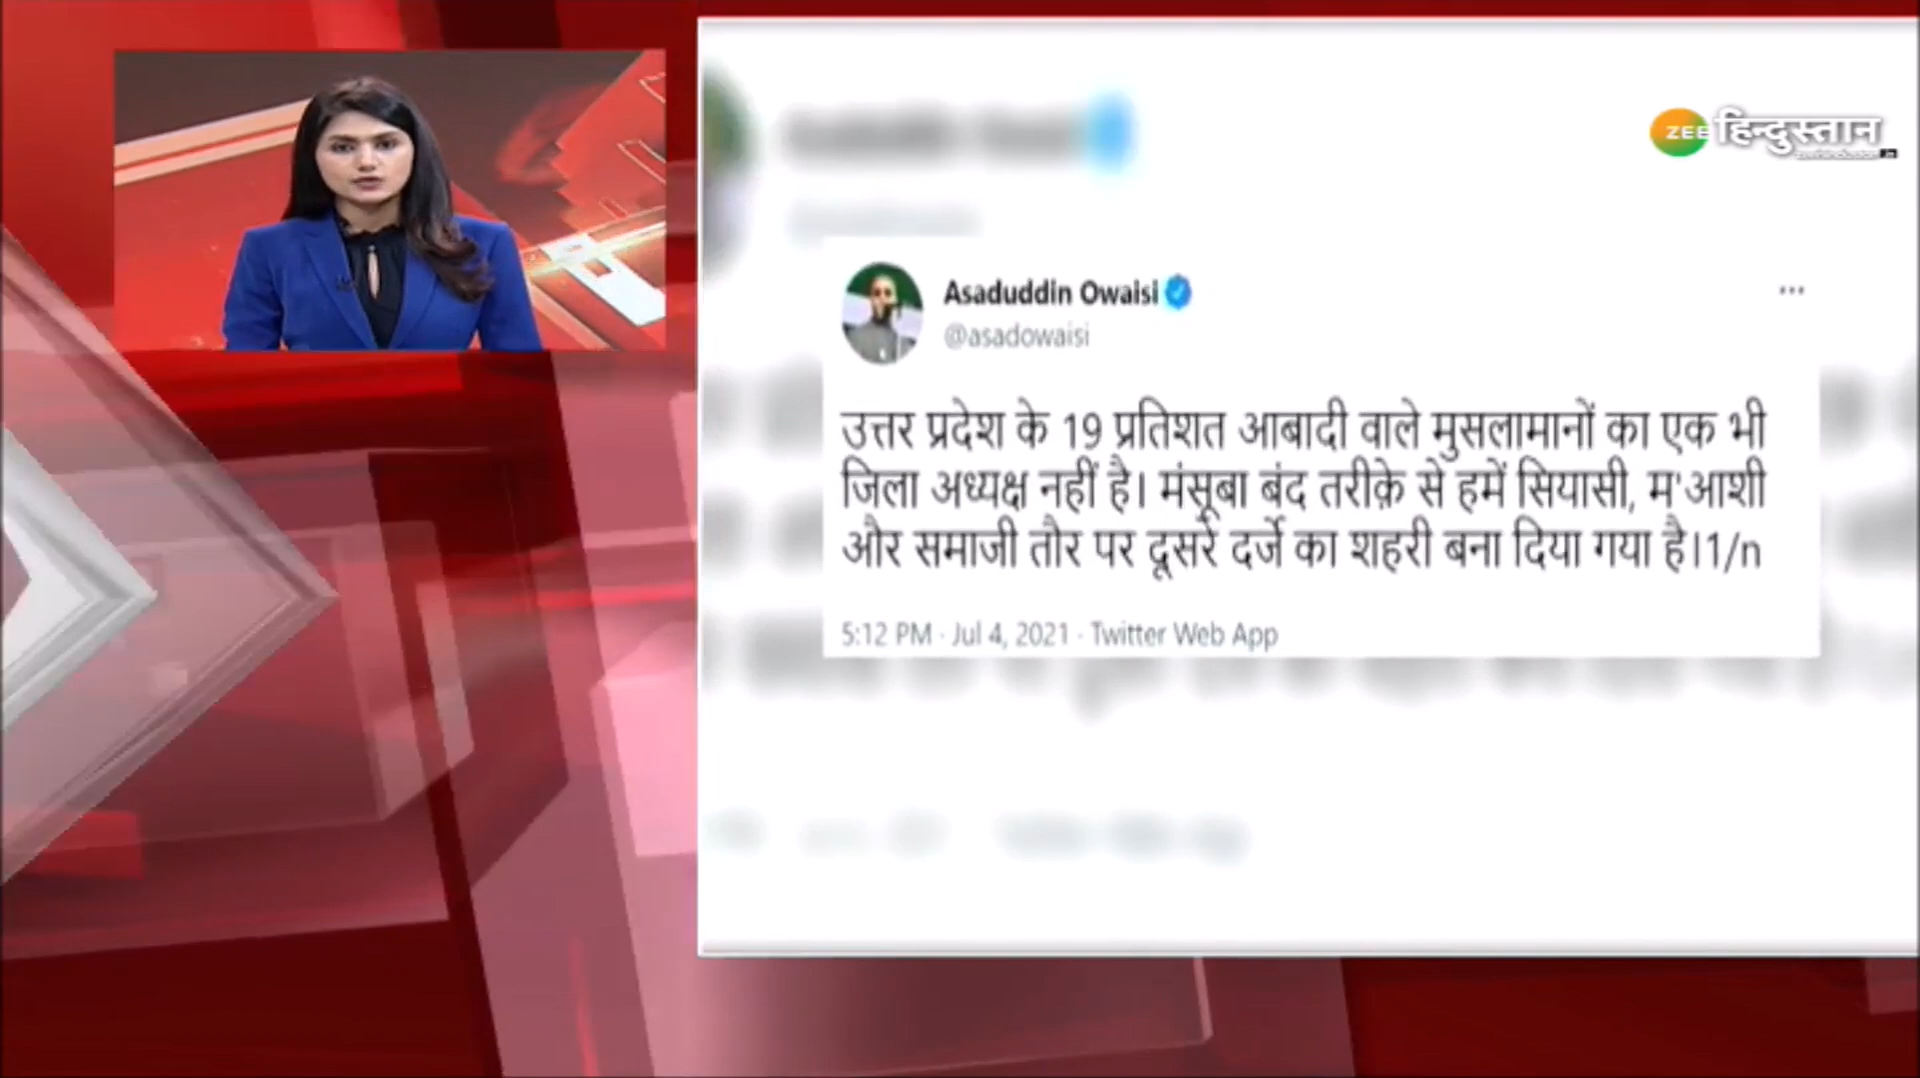 ZEE हिन्दुस्तान
Asaduddin Owaisi
@asadowaisi
उत्तर प्रदेश के 19 प्रतिशत आबादी वाले मुसलामानों का एक भी
जिला अध्यक्ष नहीं है। मंसूबा बंद तरीक़े से हमें सियासी, म'आशी
और समाजी तौर पर दूसरे दर्जे का शहरी बना दिया गया है।1/n
5:12 PM · Jul 4, 2021 · Twitter Web App